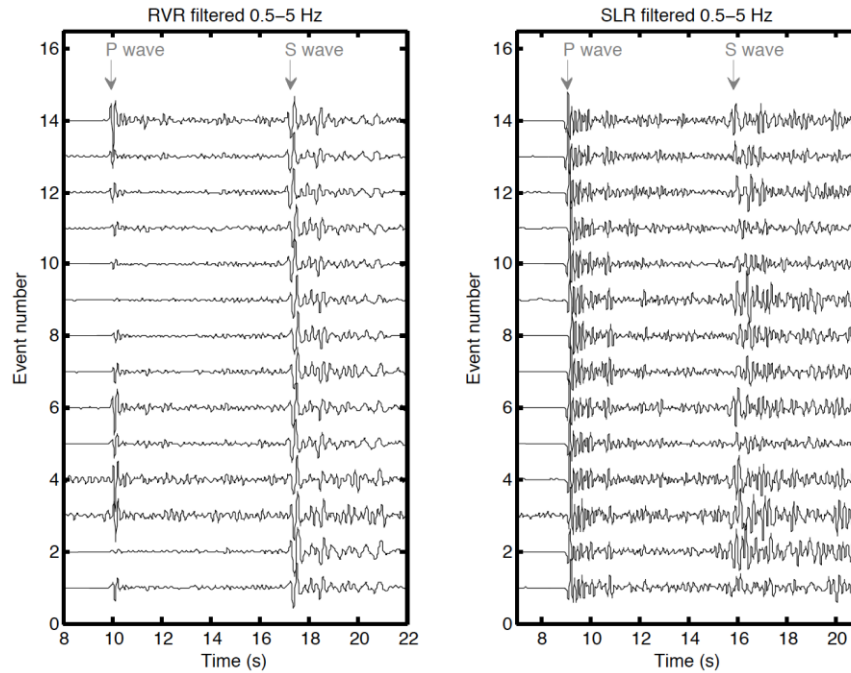 RVR filtered 0.5–5 Hz
P wave
S wave
16
14
12
10
8
6
4
2
0
Event number
8 10 12 14 16 18 20 22
Time (s)
SLR filtered 0.5–5 Hz
P wave
S wave
16
14
12
10
8
6
4
2
0
Event number
8 10 12 14 16 18 20
Time (s)